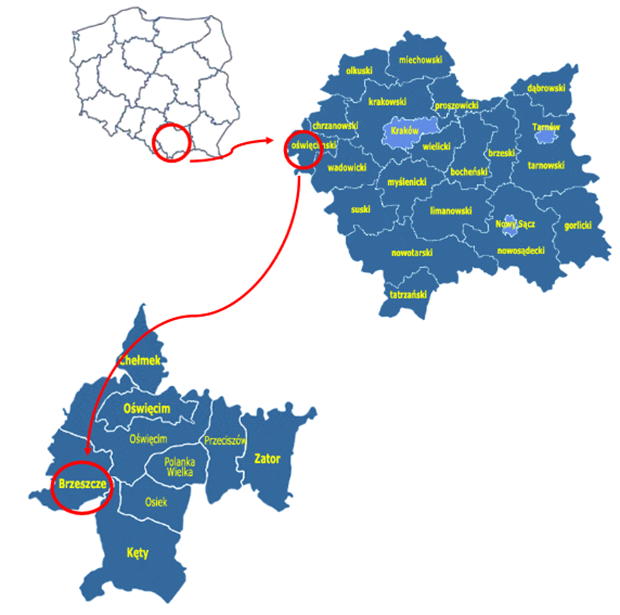 miechowski
olkuski
dąbrowski
krakowski
proszowicki
chrzanowski
Kraków
Tarnów
oświęcimski
wielicki
brzeski
wadowicki
tarnowski
bocheński
myślenicki
suski
limanowski
Nowy Sącz
gorlicki
nowotarski
nowosądecki
tatrzański
Chełmek
Oświęcim
Oświęcim
Przeciszów
Zator
Polanka
Wielka
Brzeszcze
Osiek
Kęty